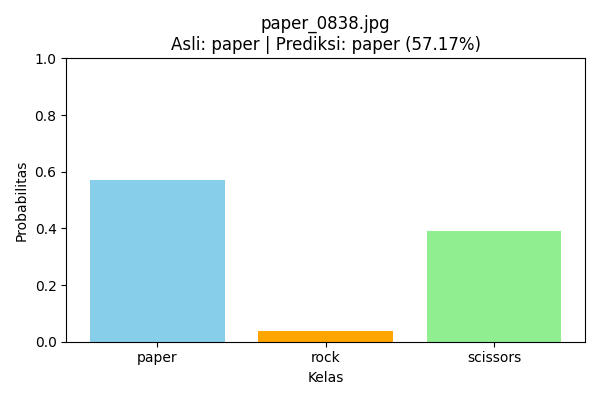 paper_0838.jpg
Asli: paper | Prediksi: paper (57.17%)
1.0
0.8
0.6
0.4
0.2
0.0
Probabilitas
paper rock scissors
Kelas